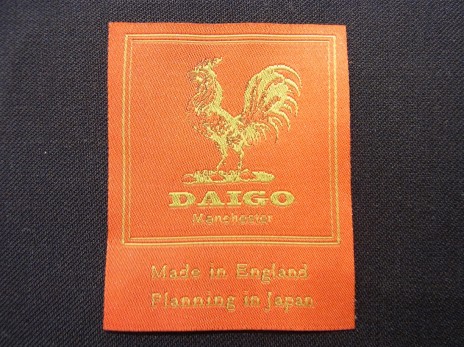 DAIGO
Manchester
Made in England
Planning in Japan